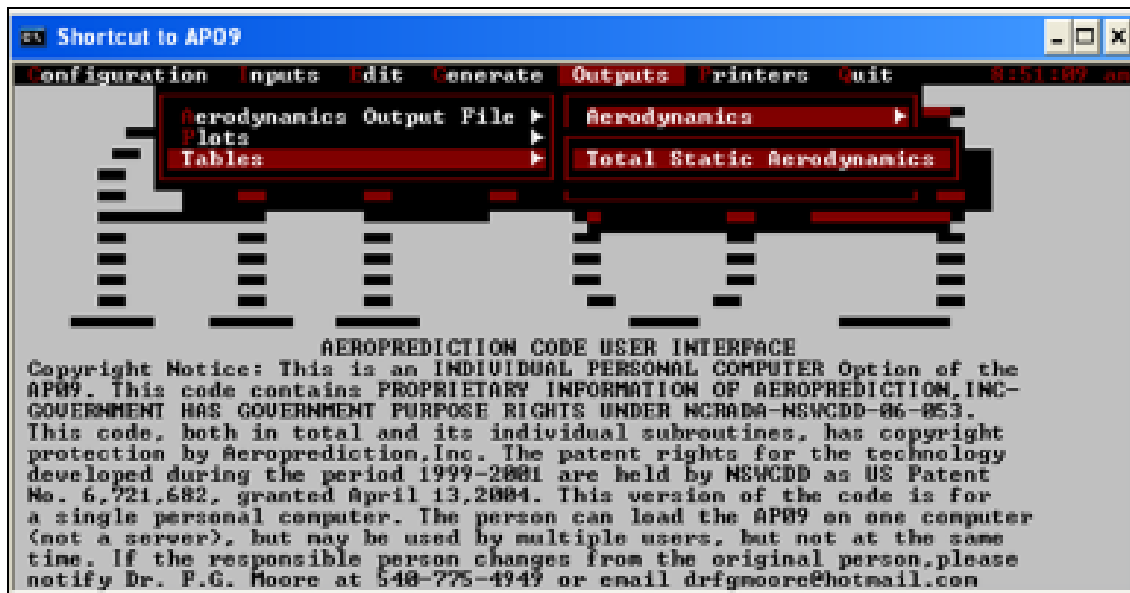 Shortcut to AP09
Configuration Inputs Edit Generate Outputs Printers Quit 8:51:09 am
Aerodynamics Output File
Plots
Tables
Aerodynamics
Total Static Aerodynamics
AEROPREDICTION CODE USER INTERFACE
Copyright Notice: This is an INDIVIDUAL PERSONAL COMPUTER Option of the
AP09. This code contains PROPRIETARY INFORMATION OF AEROPREDICTION,INC-
GOVERNMENT HAS GOVERNMENT PURPOSE RIGHTS UNDER NCRADA-NSWCDD-06-053.
This code, both in total and its individual subroutines, has copyright
protection by Aeroprediction,Inc. The patent rights for the technology
developed during the period 1999-2001 are held by NSWCDD as US Patent
No. 6,721,682, granted April 13,2004. This version of the code is for
a single personal computer. The person can load the AP09 on one computer
(not a server), but may be used by multiple users, but not at the same
time. If the responsible person changes from the original person,please
notify Dr. F.G. Moore at 540-775-4949 or email drfgmoore@hotmail.com